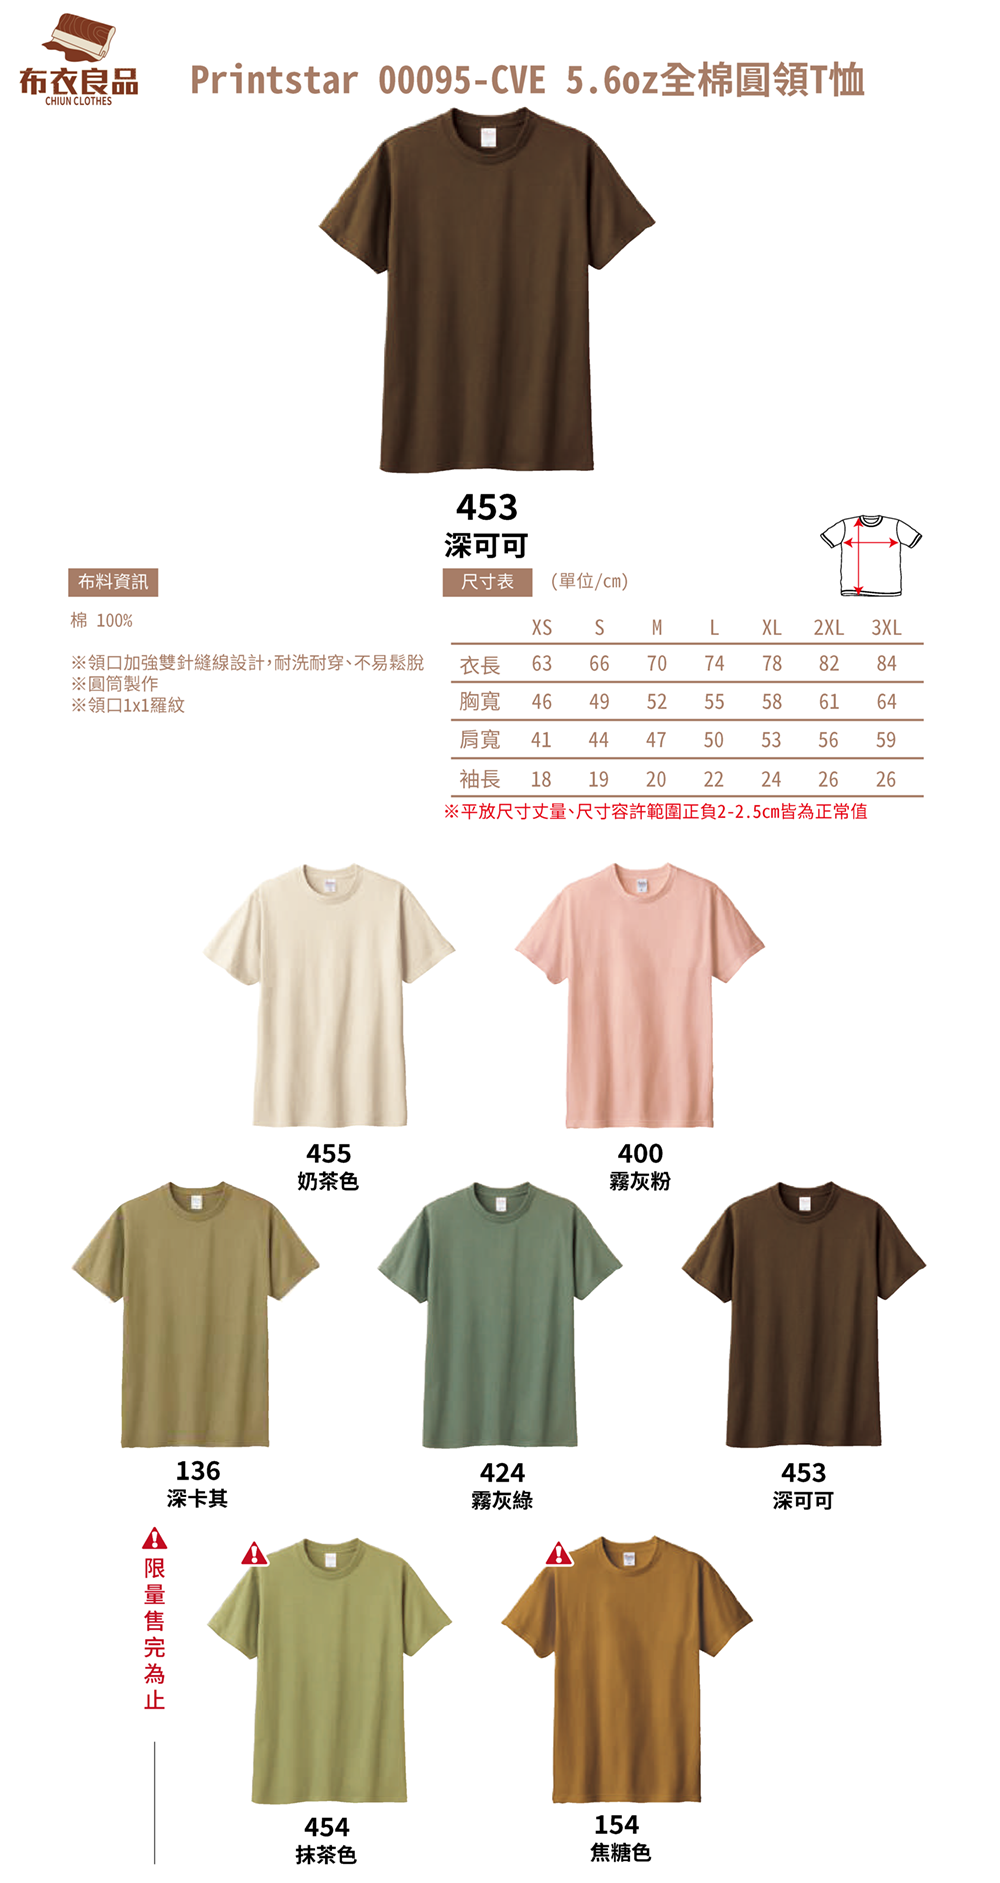 布衣良品
CHIUN CLOTHES
Printstar 00095-CVE 5.6oz全棉圓領T恤
453
深可可
布料資訊
棉 100%
※領口加強雙針縫線設計,耐洗耐穿、不易鬆脫
※圓筒製作
※領口1x1羅紋
尺寸表 (單位/cm)
XS S M L XL 2XL 3XL
衣長 63 66 70 74 78 82 84
胸寬 46 49 52 55 58 61 64
肩寬 41 44 47 50 53 56 59
袖長 18 19 20 22 24 26 26
※平放尺寸丈量、尺寸容許範圍正負2-2.5cm皆為正常值
455
奶茶色
400
霧灰粉
136
深卡其
424
霧灰綠
453
深可可
限量售完為止
454
抹茶色
154
焦糖色